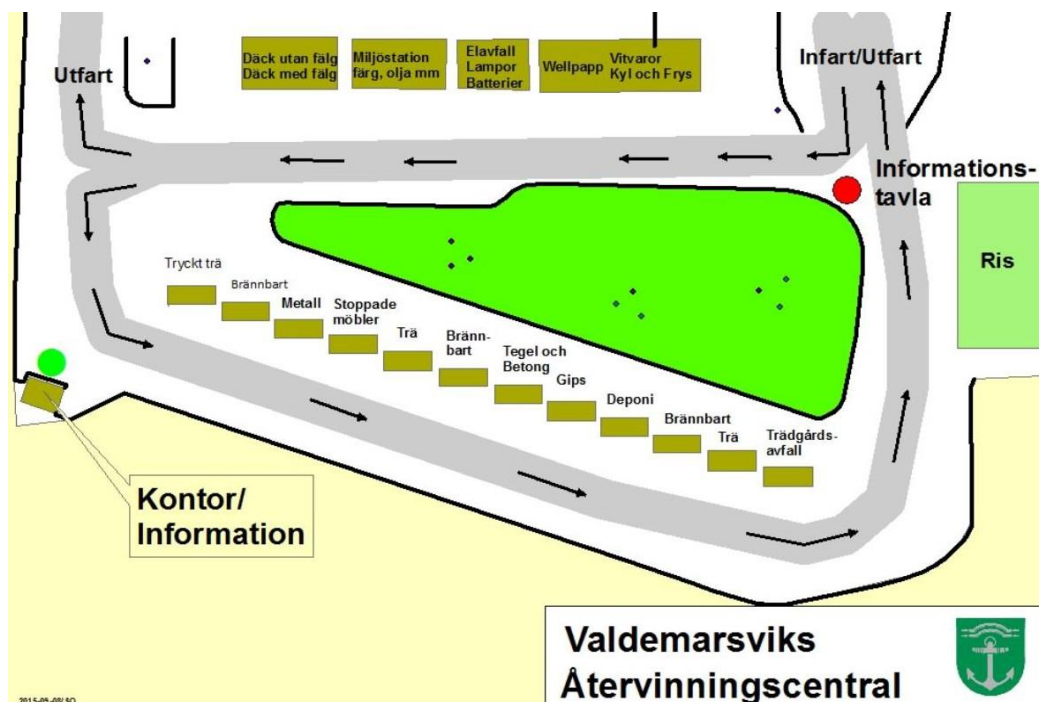 Utfart
Däck utan fälg
Däck med fälg
Miljöstation
färg, olja mm
Elavfall
Lampor
Batterier
Wellpapp
Vitvaror
Kyl och Frys
Infart/Utfart
Informations-
tavla
Ris
Tryckt trä
Brännbart
Metall
Stoppade
möbler
Trä
Bränn-
bart
Tegel och
Betong
Gips
Deponi
Brännbart
Trä
Trädgårds-
avfall
Kontor/
Information
Valdemarsviks
Återvinningscentral